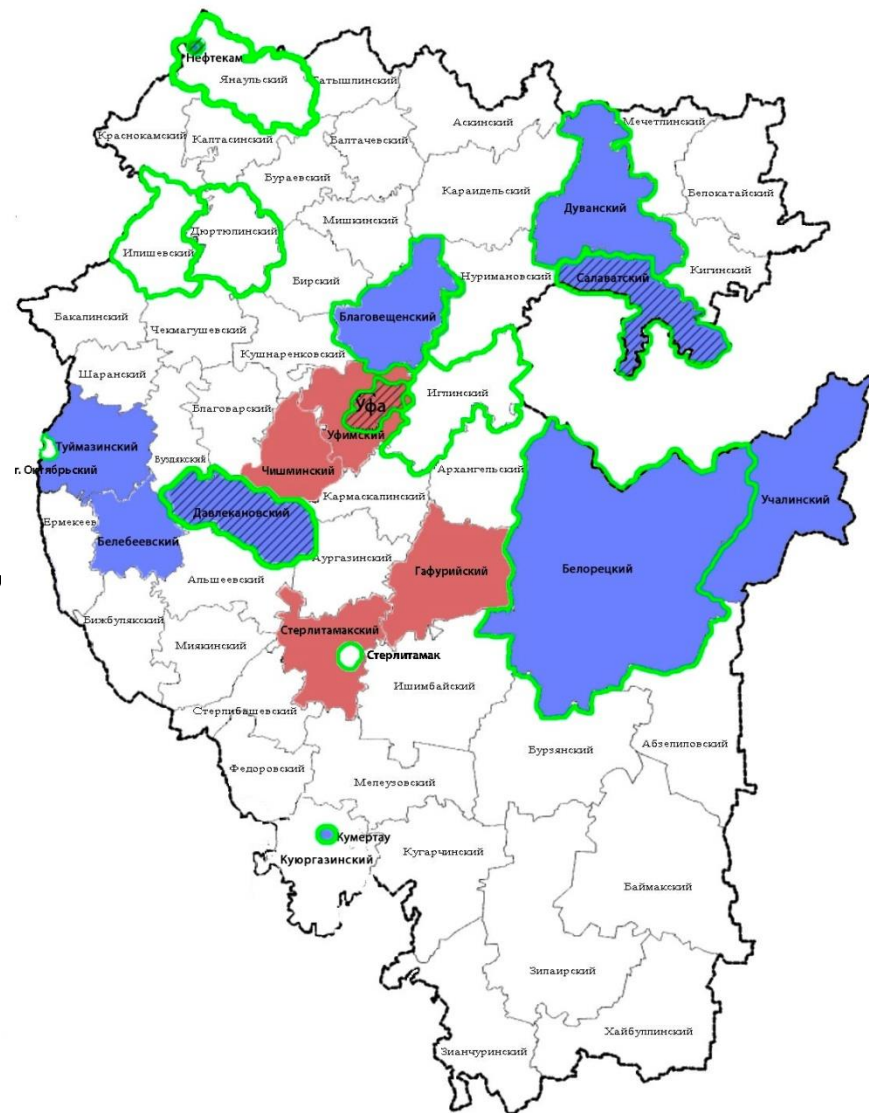 Нефтекам
Янаульский
Татышлинский
Аскинский
Мечетлинский
Краснокамский
Калтасинский
Балтачевский
Бураевский
Караидельский
Белокатайский
Дуванский
Мишкинский
Дюртюлинский
Илишевский
Нуримановский
Салаватский
Кигинский
Бирский
Бакалинский
Благовещенский
Чекмагушевский
Кушнаренковский
Шаранский
Иглинский
Благоварский
Уфа
Уфимский
Туймазинский
Буздякский
г. Октябрьский
Чишминский
Архангельский
Кармаскалинский
Учалинский
Давлекановский
Ермекеев
Белебеевский
Аургазинский
Гафурийский
Белорецкий
Альшеевский
Бижбулякский
Стерлитамакский
Миякинский
Стерлитамак
Ишимбайский
Стерлибашевский
Бурзянский
Абзелиловский
Федоровский
Мелеузовский
Кумертау
Куюргазинский
Кугарчинский
Баймакский
Зилаирский
Хайбуллинский
Зианчуринский